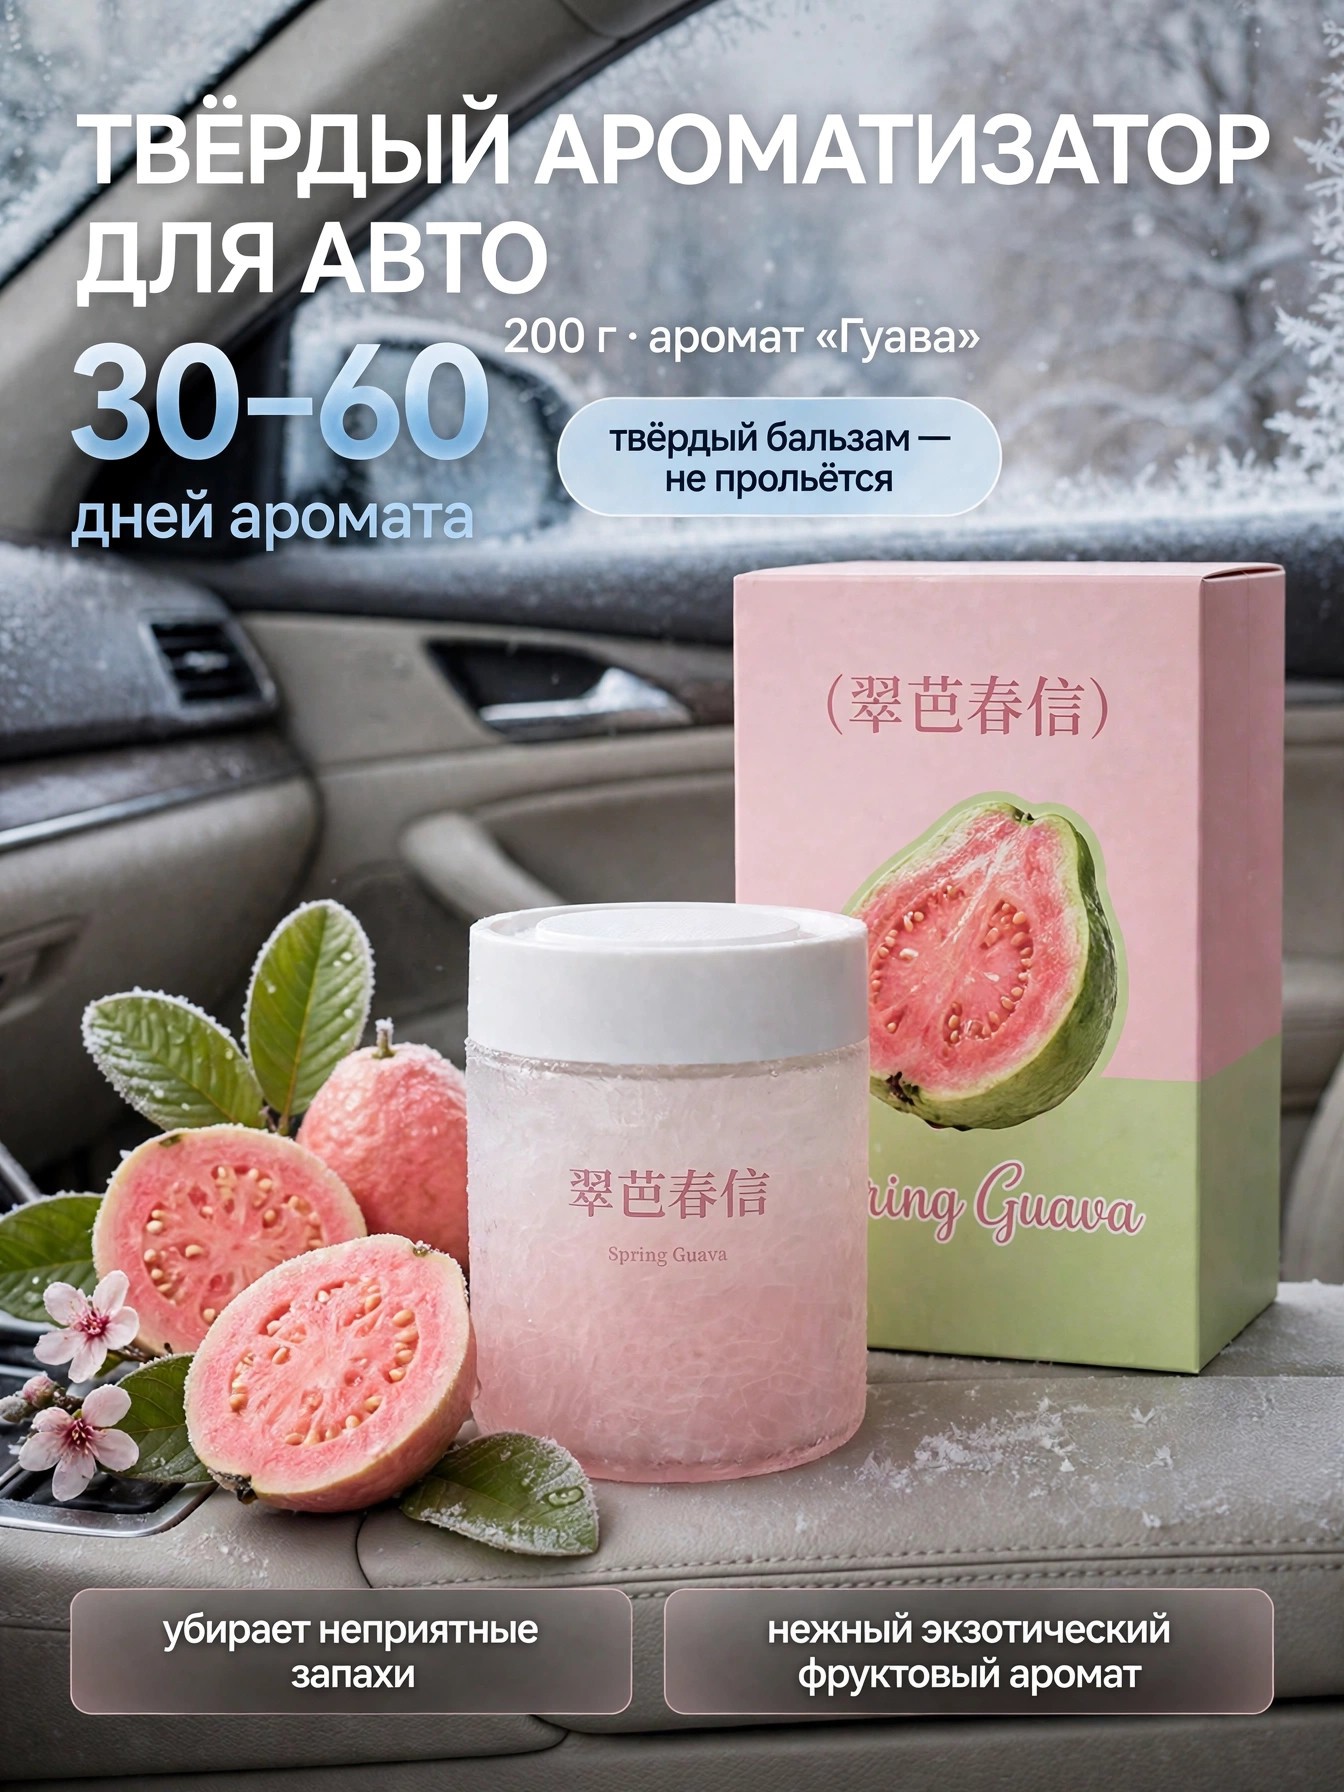 ТВЁРДЫЙ АРОМАТИЗАТОР
ДЛЯ АВТО
200 г · аромат «Гуава»
30–60
дней аромата
твёрдый бальзам —
не прольётся
(翠芭春信)
ring Guava
翠芭春信
Spring Guava
убирает неприятные
запахи
нежный экзотический
фруктовый аромат